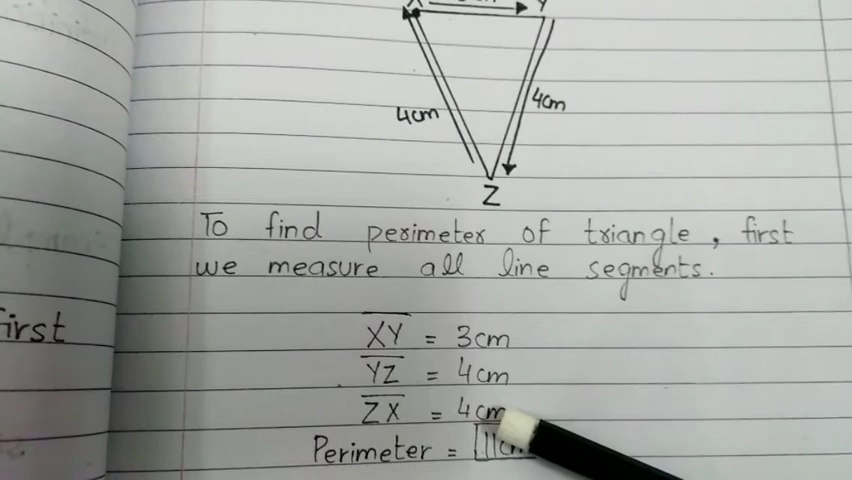 X Y
4cm 4cm
Z
To find perimeter of triangle, first
we measure all line segments.
first
XY = 3cm
YZ = 4cm
ZX = 4cm
Perimeter = 11cm